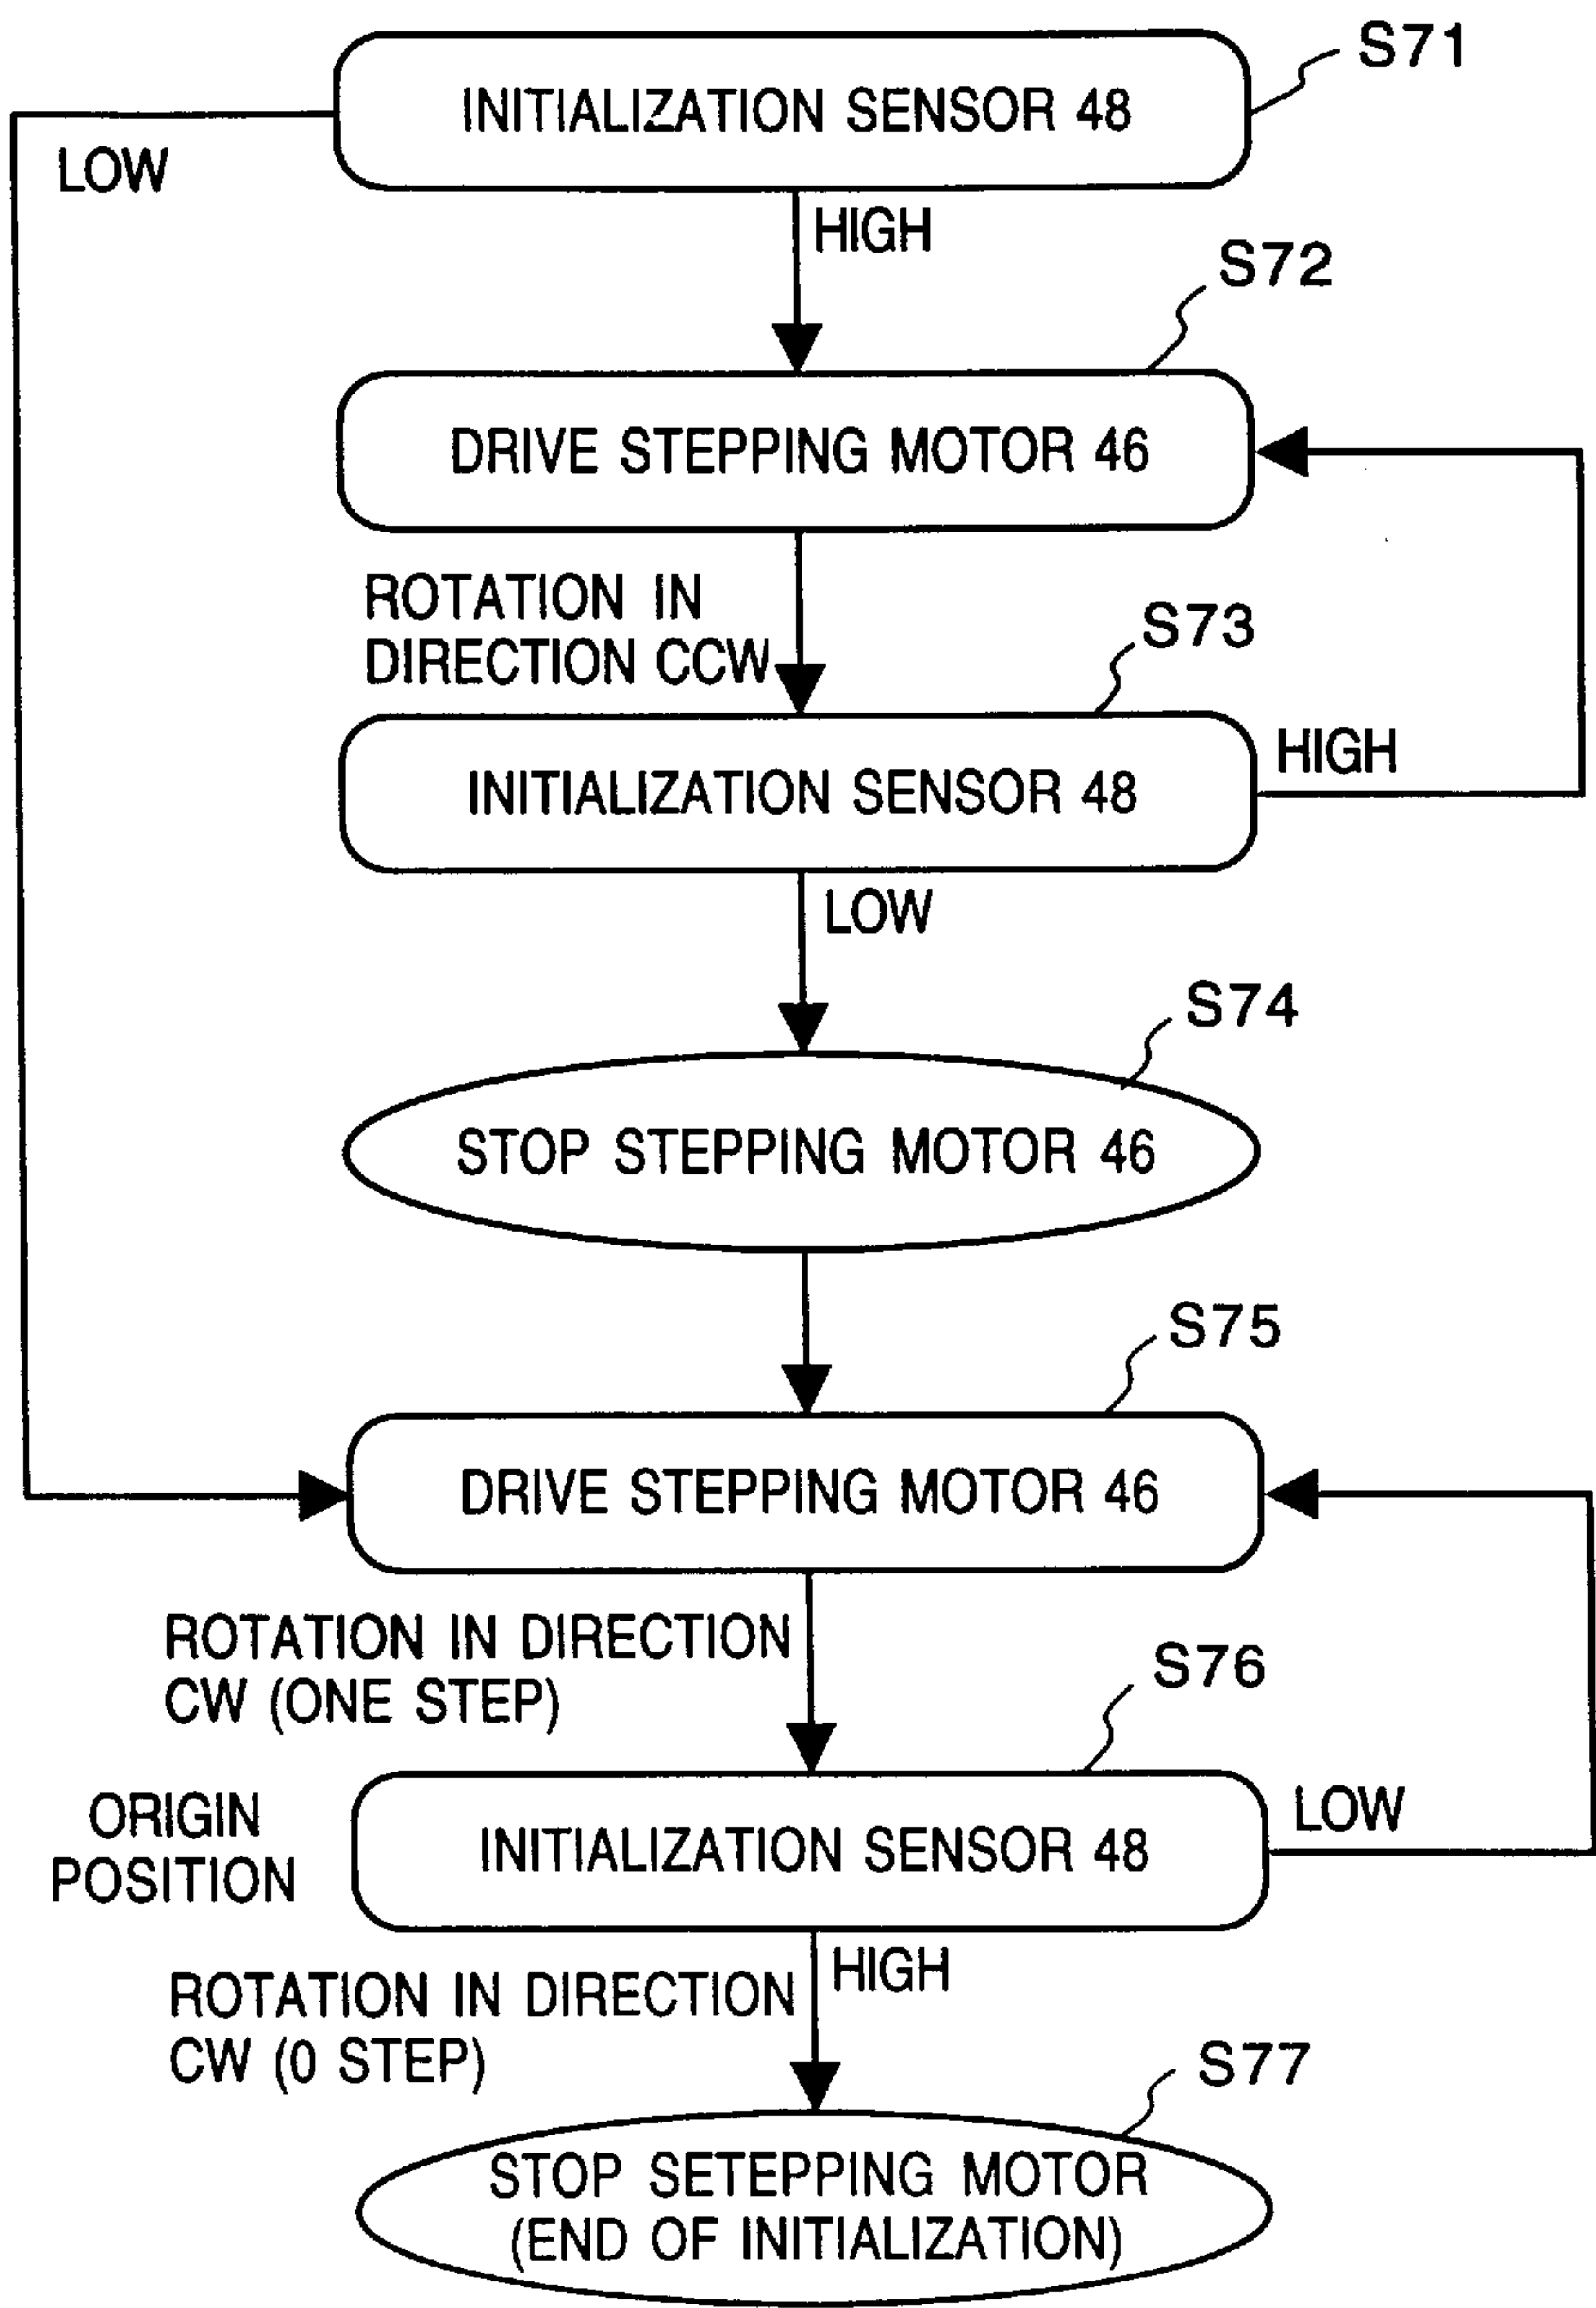 S71
INITIALIZATION SENSOR 48
LOW
HIGH
S72
DRIVE STEPPING MOTOR 46
ROTATION IN
DIRECTION CCW
S73
INITIALIZATION SENSOR 48
HIGH
LOW
S74
STOP STEPPING MOTOR 46
S75
DRIVE STEPPING MOTOR 46
ROTATION IN DIRECTION
CW (ONE STEP)
S76
ORIGIN
POSITION
INITIALIZATION SENSOR 48
LOW
HIGH
ROTATION IN DIRECTION
CW (0 STEP)
S77
STOP SETEPPING MOTOR
(END OF INITIALIZATION)